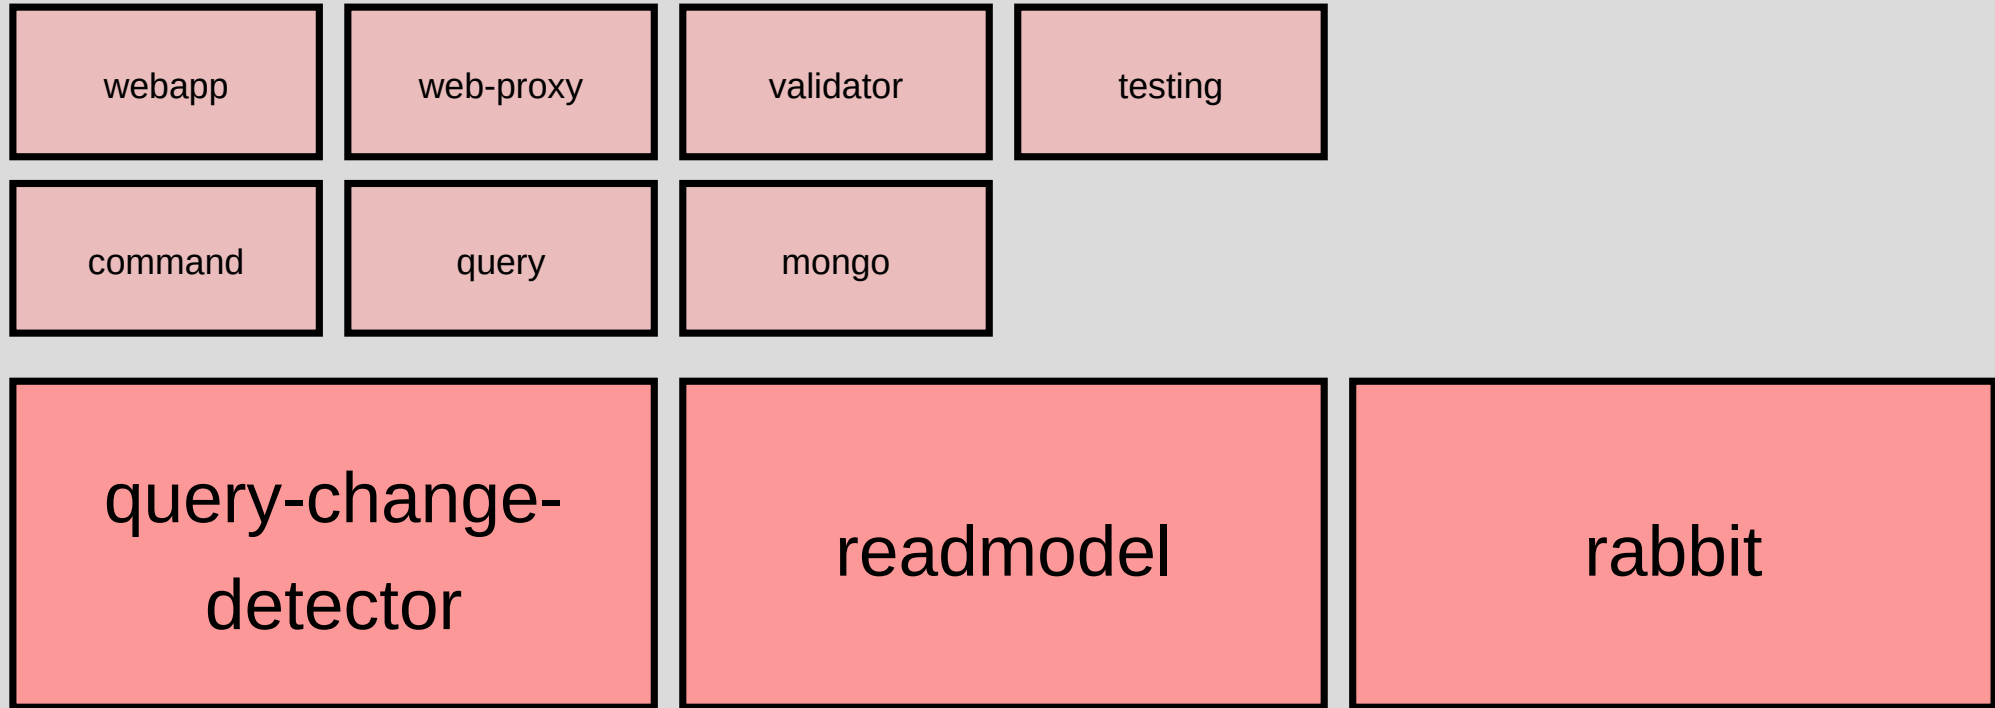 webapp
web-proxy
validator
testing
command
query
mongo
query-change-
detector
readmodel
rabbit